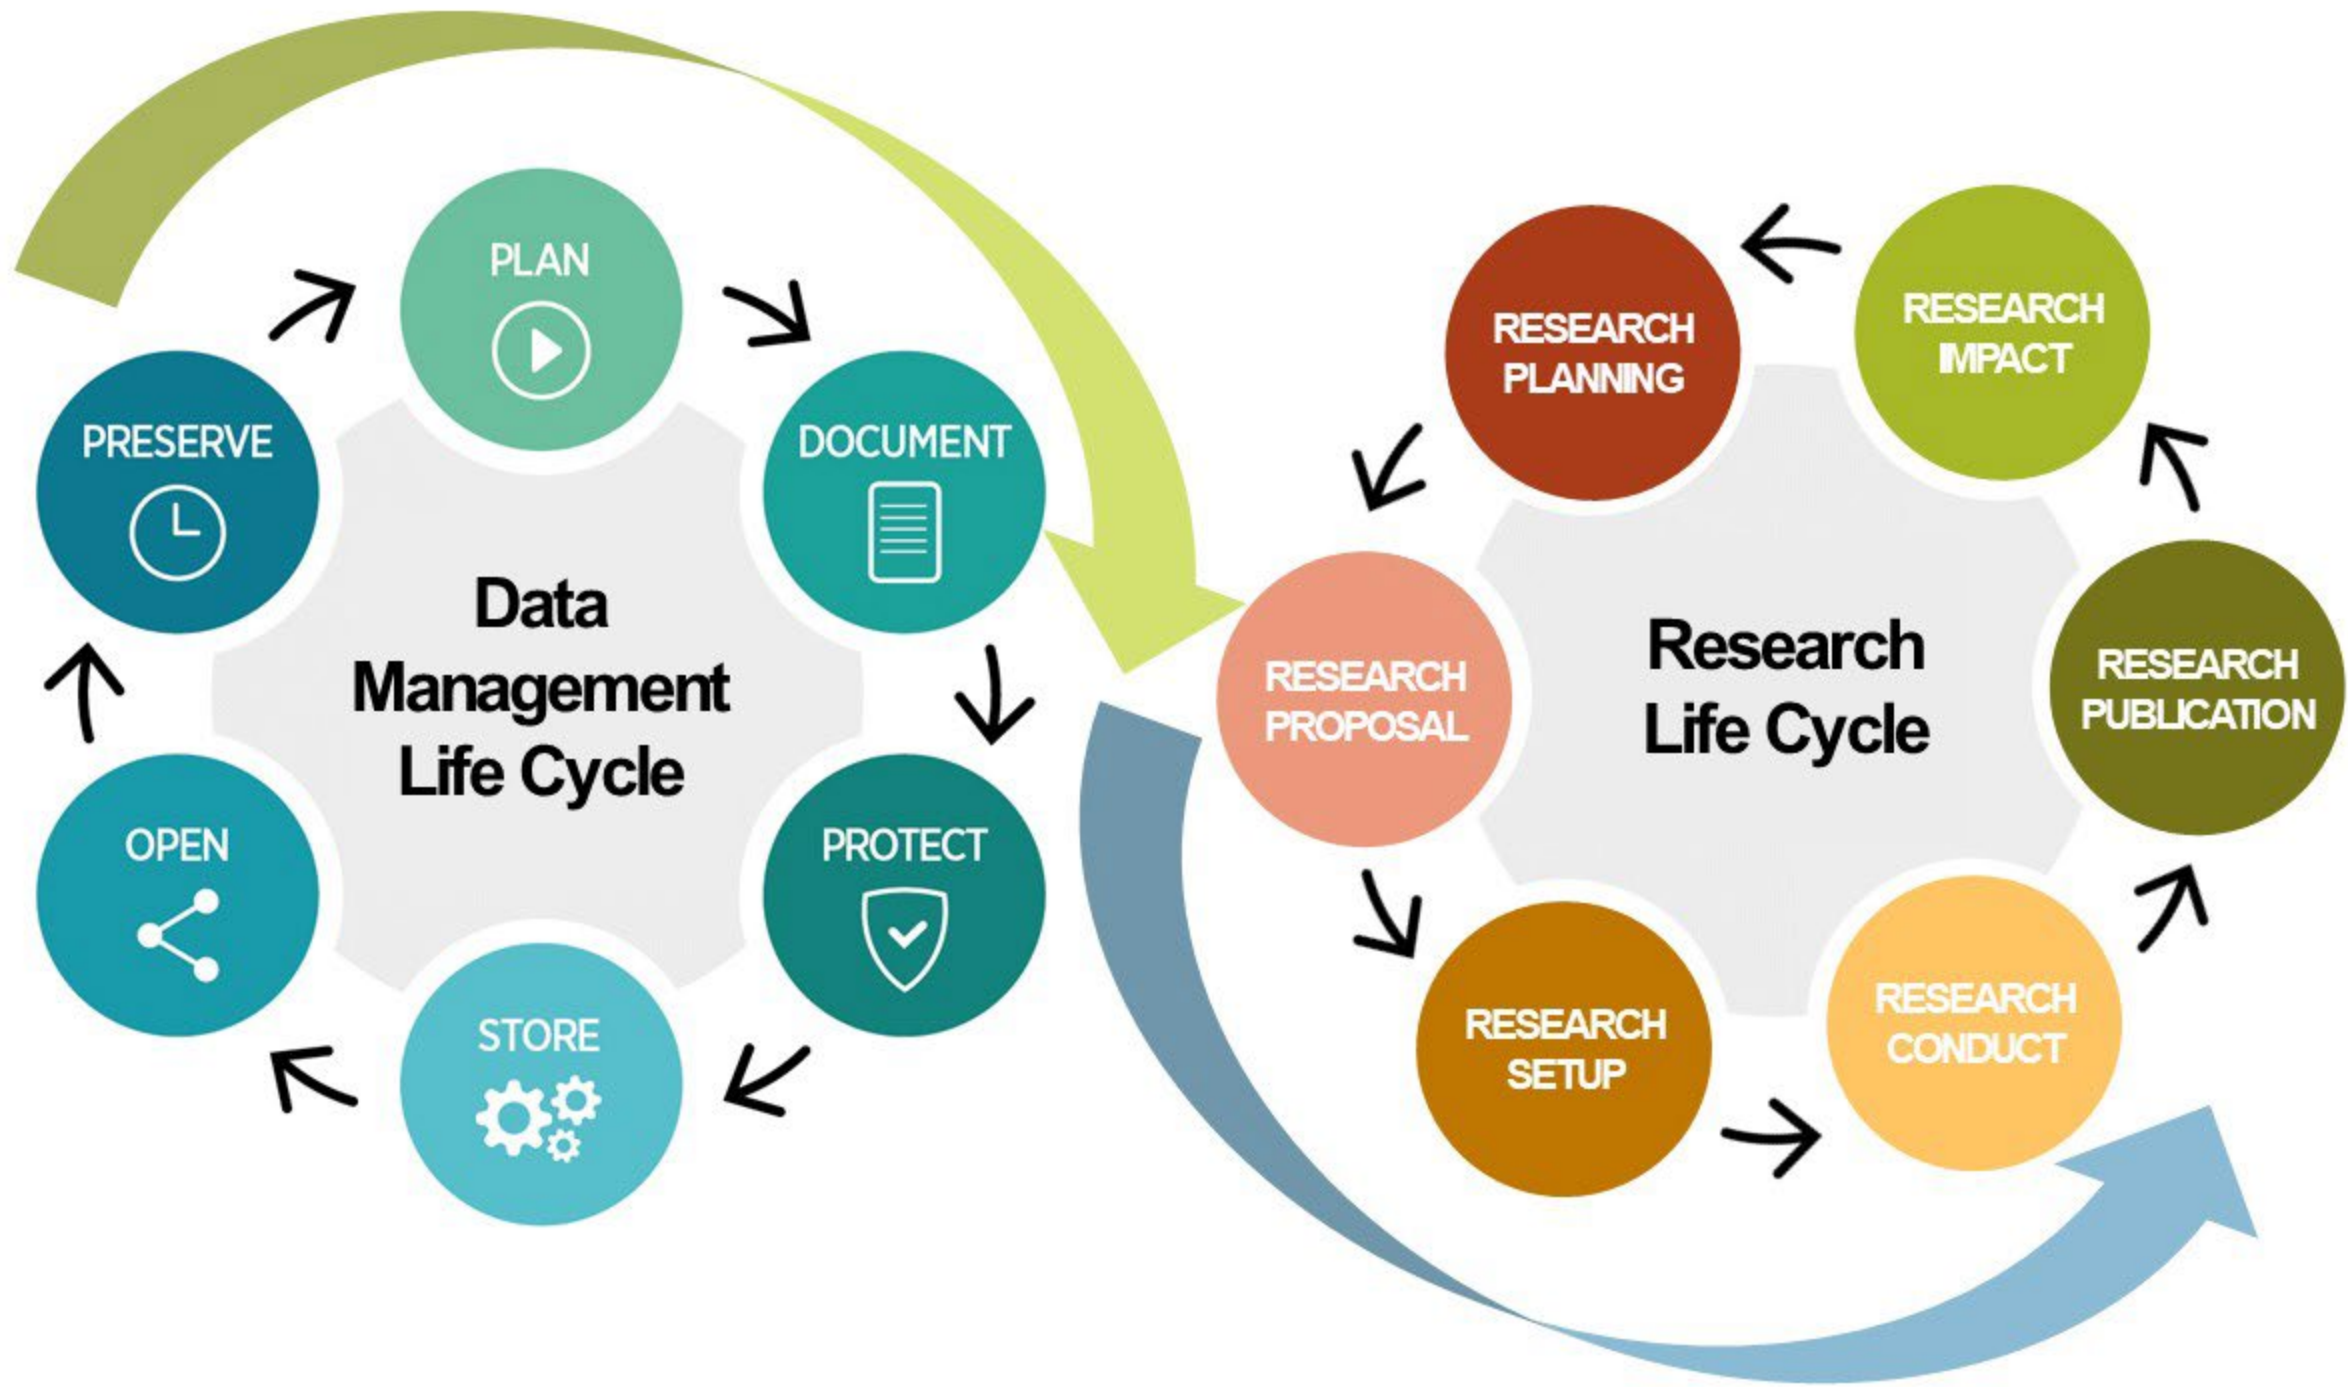 PLAN
DOCUMENT
PROTECT
STORE
OPEN
PRESERVE
Data
Management
Life Cycle
RESEARCH
PLANNING
RESEARCH
PROPOSAL
RESEARCH
SETUP
RESEARCH
CONDUCT
RESEARCH
PUBLICATION
RESEARCH
IMPACT
Research
Life Cycle